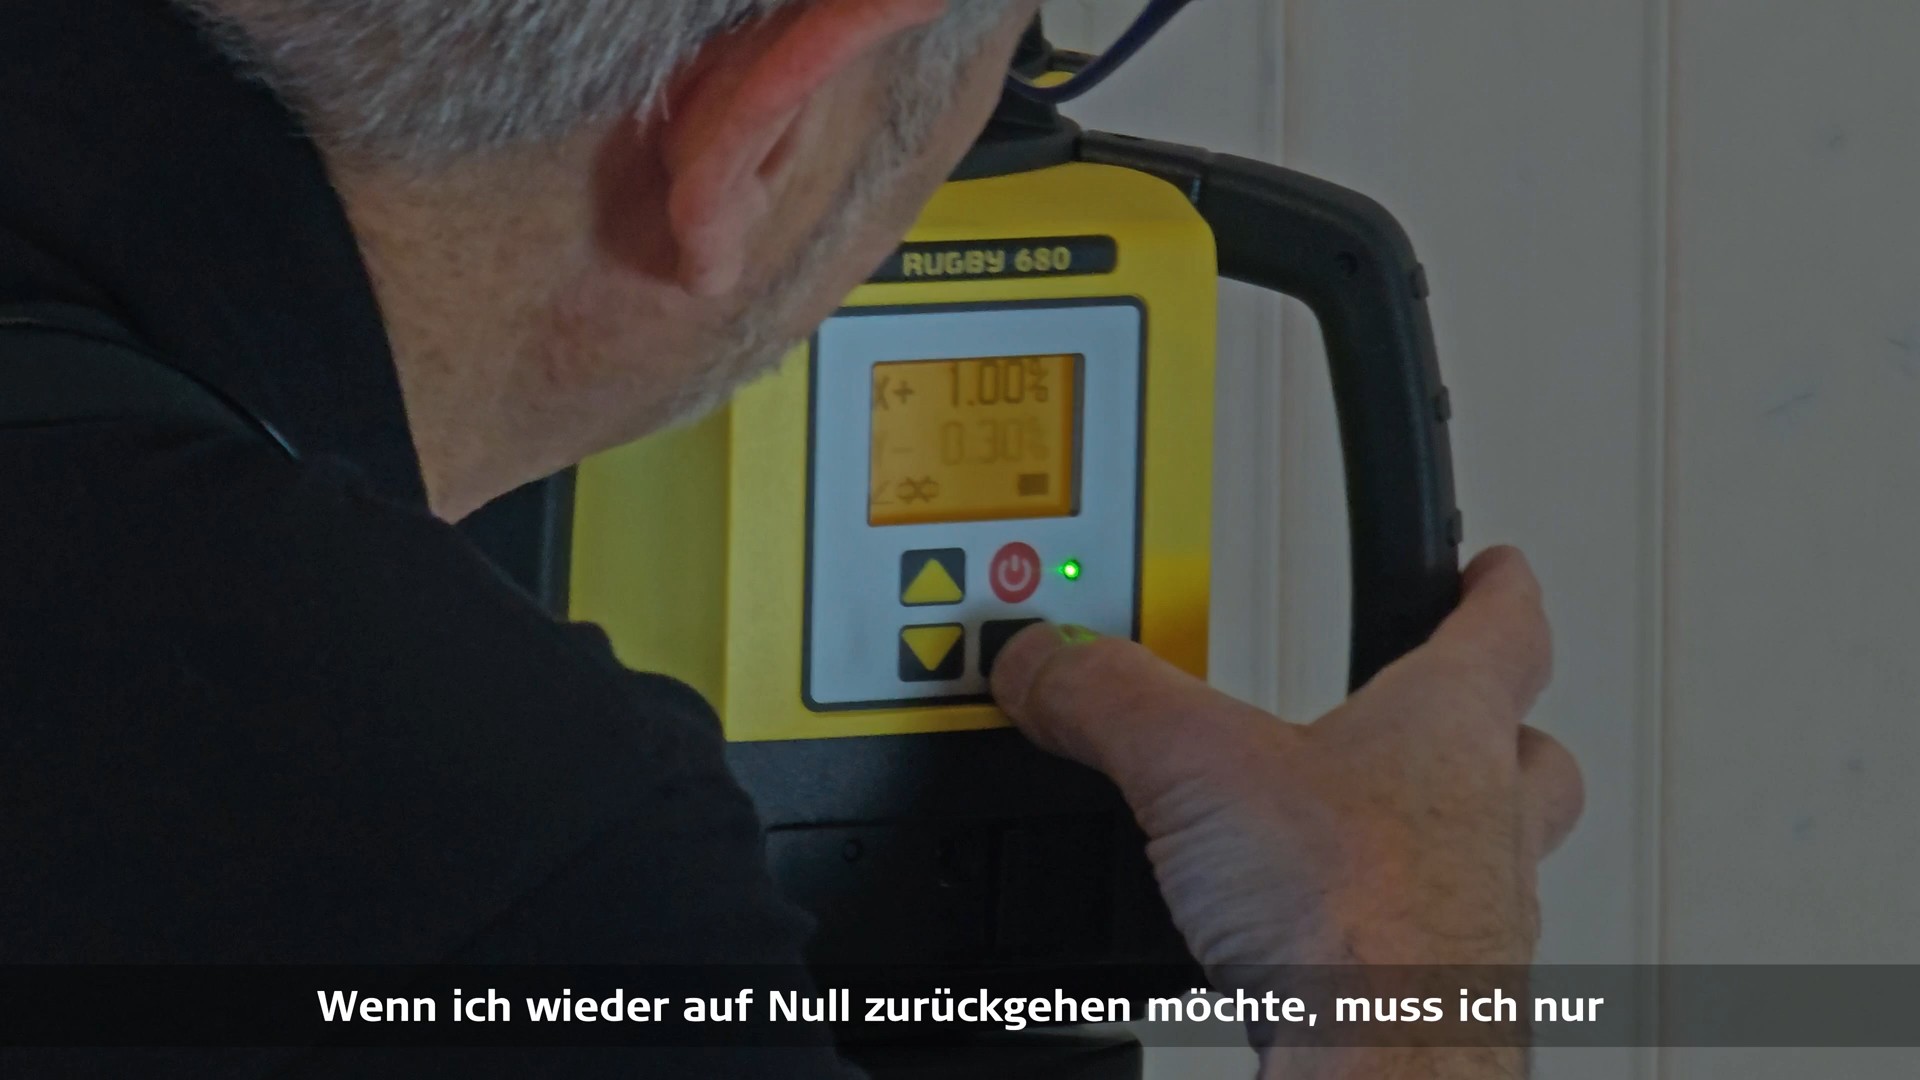 RUGBY 680
X+ 1.00%
Y- 0.30%
Wenn ich wieder auf Null zurückgehen möchte, muss ich nur